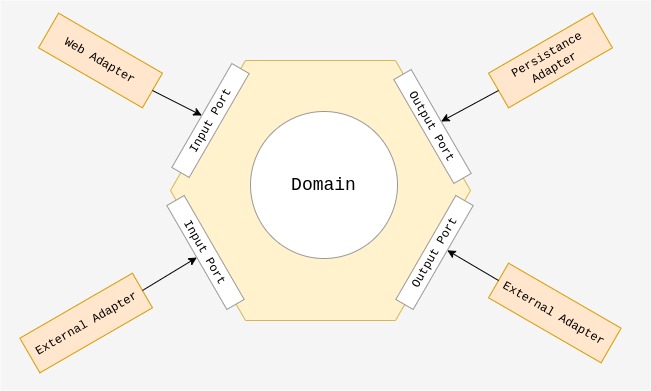 Web Adapter
Persistance
Adapter
Input Port
Output Port
Domain
Input Port
Output Port
External Adapter
External Adapter